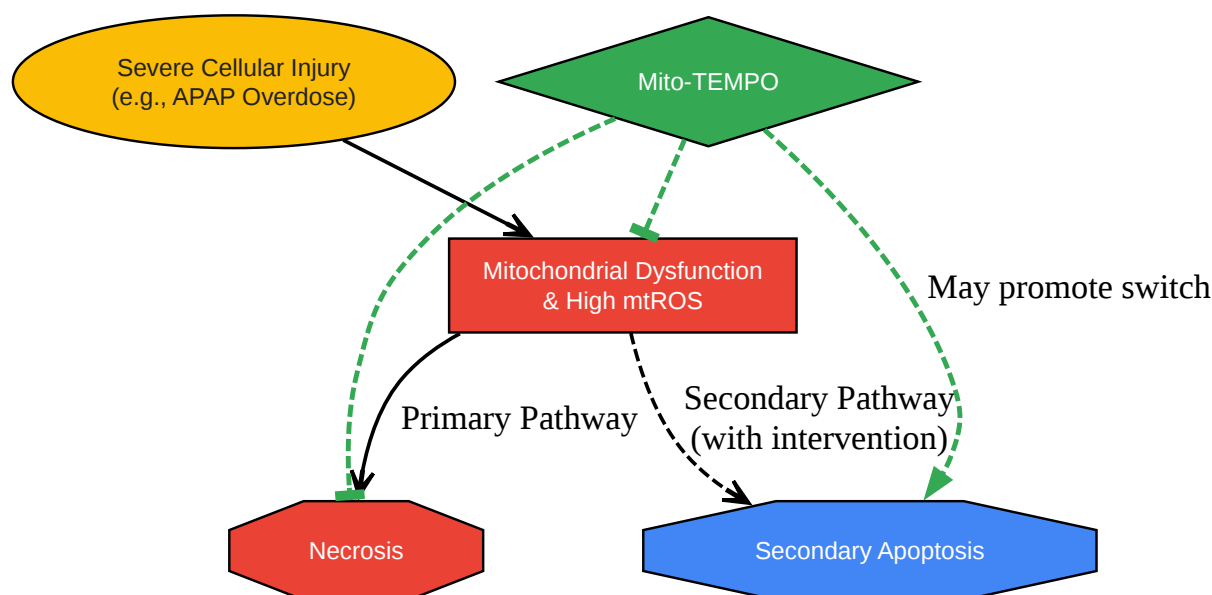 Severe Cellular Injury
(e.g., APAP Overdose)
Mito-TEMPO
Mitochondrial Dysfunction
& High mtROS
May promote switch
Primary Pathway
Secondary Pathway
(with intervention)
Necrosis
Secondary Apoptosis